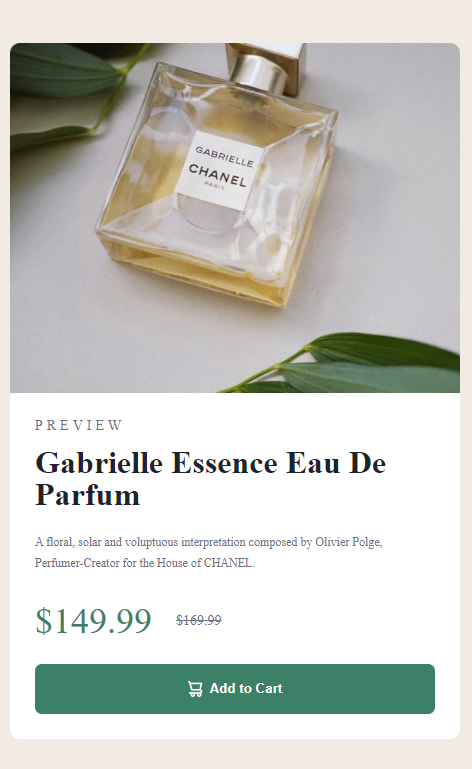 GABRIELLE
CHANEL
PARIS
PREVIEW
Gabrielle Essence Eau De
Parfum
A floral, solar and voluptuous interpretation composed by Olivier Polge,
Perfumer-Creator for the House of CHANEL.
$149.99 $169.99
Add to Cart